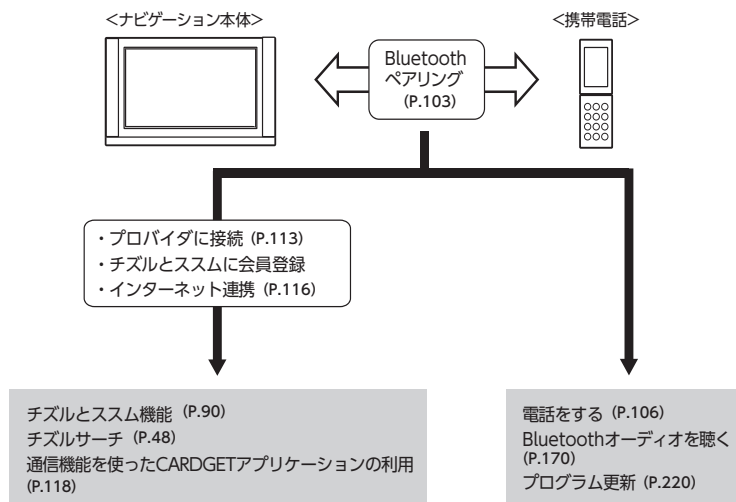 ＜ナビゲーション本体＞
＜携帯電話＞
Bluetooth
ペアリング
(P.103)
・プロバイダに接続 (P.113)
・チズルとススムに会員登録
・インターネット連携 (P.116)
チズルとススム機能 (P.90)
チズルサーチ (P.48)
通信機能を使ったCARDGETアプリケーションの利用
(P.118)
電話をする (P.106)
Bluetoothオーディオを聴く
(P.170)
プログラム更新 (P.220)